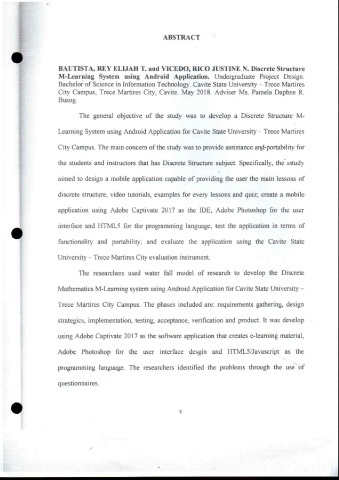 ABSTRACT
BAUTISTA, REY ELIJAH T. and VICEDO, RICO JUSTINE N. Discrete Structure
M-Learning System using Android Application. Undergraduate Project Design.
Bachelor of Science in Information Technology. Cavite State University – Trece Martires
City Campus, Trece Martires City, Cavite. May 2018. Adviser Ms. Pamela Daphne R.
Busog.
The general objective of the study was to develop a Discrete Structure M-
Learning System using Android Application for Cavite State University – Trece Martires
City Campus. The main concern of the study was to provide assistance and portability for
the students and instructors that has Discrete Structure subject. Specifically, the study
aimed to design a mobile application capable of providing the user the main lessons of
discrete structure, video tutorials, examples for every lessons and quiz; create a mobile
application using Adobe Captivate 2017 as the IDE, Adobe Photoshop for the user
interface and HTML5 for the programming language; test the application in terms of
functionality and portability; and evaluate the application using the Cavite State
University – Trece Martires City evaluation instrument.
The researchers used water fall model of research to develop the Discrete
Mathematics M-Learning system using Android Application for Cavite State University –
Trece Martires City Campus. The phases included are: requirements gathering, design
strategies, implementation, testing, acceptance, verification and product. It was develop
using Adobe Captivate 2017 as the software application that creates e-learning material,
Adobe Photoshop for the user interface desgin and HTML5/Javascript as the
programming language. The researchers identified the problems through the use of
questionnaires.
v